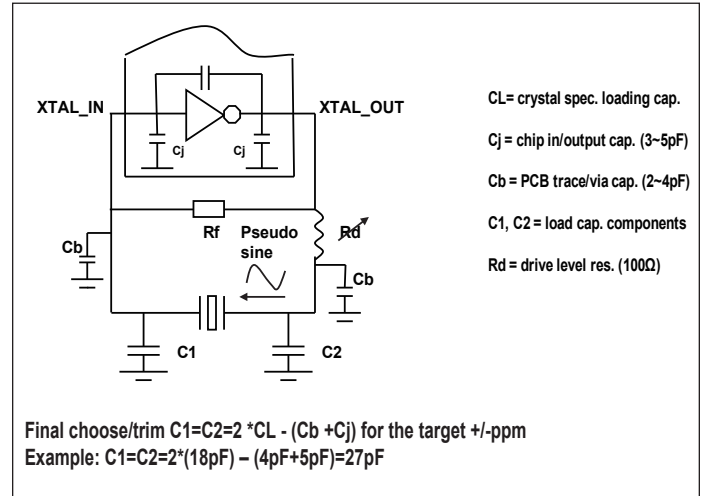 XTAL_IN
XTAL_OUT
Cj
Cj
Rf
Pseudo
sine
Rd
Cb
Cb
C1
C2
CL= crystal spec. loading cap.
Cj = chip in/output cap. (3~5pF)
Cb = PCB trace/via cap. (2~4pF)
C1, C2 = load cap. components
Rd = drive level res. (100Ω)
Final choose/trim C1=C2=2 *CL - (Cb +Cj) for the target +/-ppm
Example: C1=C2=2*(18pF) – (4pF+5pF)=27pF